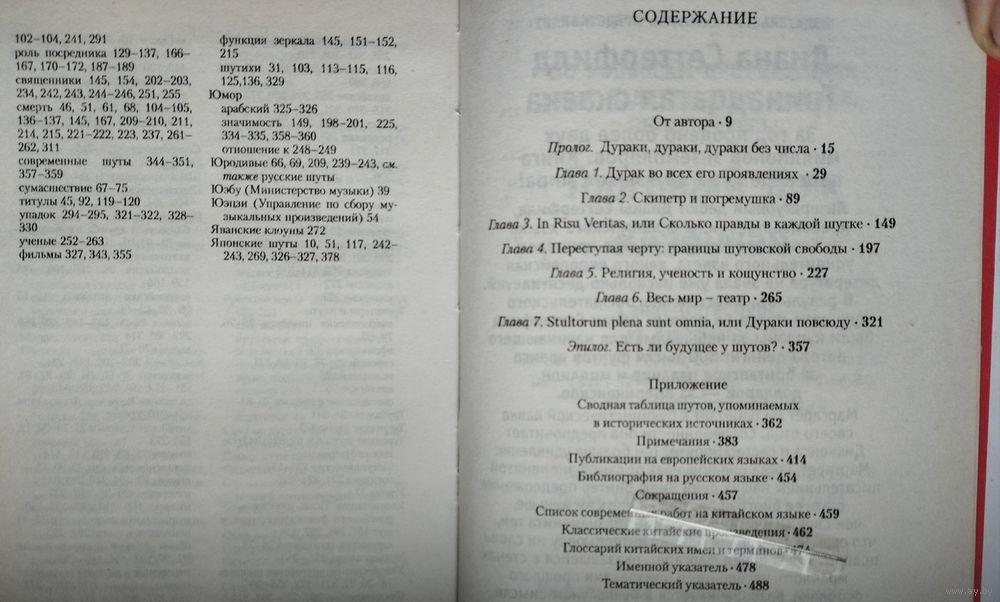 102–104, 241, 291
роль посредника 129–137, 166–
167, 170–172, 187–189
священники 145, 154, 202–203,
234, 242, 243, 244–246, 251, 255
смерть 46, 51, 61, 68, 104–105,
136–137, 145, 167, 209–210, 211,
214, 215, 221–222, 223, 237, 261–
262, 311
современные шуты 344–351,
357–359
сумасшествие 67–75
титулы 45, 92, 119–120
упадок 294–295, 321–322, 328–
330
ученые 252–263
фильмы 327, 343, 355
функции зеркала 145, 151–152,
215
шутихи 31, 103, 113–115, 116,
125,136, 329
Юмор
арабский 325–326
значимость 149, 198–201, 225,
334–335, 358–360
отношение к 248–249
Юродивые 66, 69, 209, 239–243, см.
также русские шуты
Юэбу (Министерство музыки) 39
Юэцзи (Управление по сбору му-
зыкальных произведений) 54
Яванские клоуны 272
Японские шуты 10, 51, 117, 242–
243, 269, 326–327, 378
СОДЕРЖАНИЕ
От автора · 9
Пролог. Дураки, дураки, дураки без числа · 15
Глава 1. Дурак во всех его проявлениях · 29
Глава 2. Скипетр и погремушка · 89
Глава 3. In Risu Veritas, или Сколько правды в каждой шутке · 149
Глава 4. Переступая черту: границы шутовской свободы · 197
Глава 5. Религия, ученость и кощунство · 227
Глава 6. Весь мир – театр · 265
Глава 7. Stultorum plena sunt omnia, или Дураки повсюду · 321
Эпилог. Есть ли будущее у шутов? · 357
Приложение
Сводная таблица шутов, упоминаемых
в исторических источниках · 362
Примечания · 383
Публикации на европейских языках · 414
Библиография на русском языке · 454
Сокращения · 457
Список современных работ на китайском языке · 459
Классические китайские произведения · 462
Глоссарий китайских имен и терминов · 474
Именной указатель · 478
Тематический указатель · 488
www.ay.by